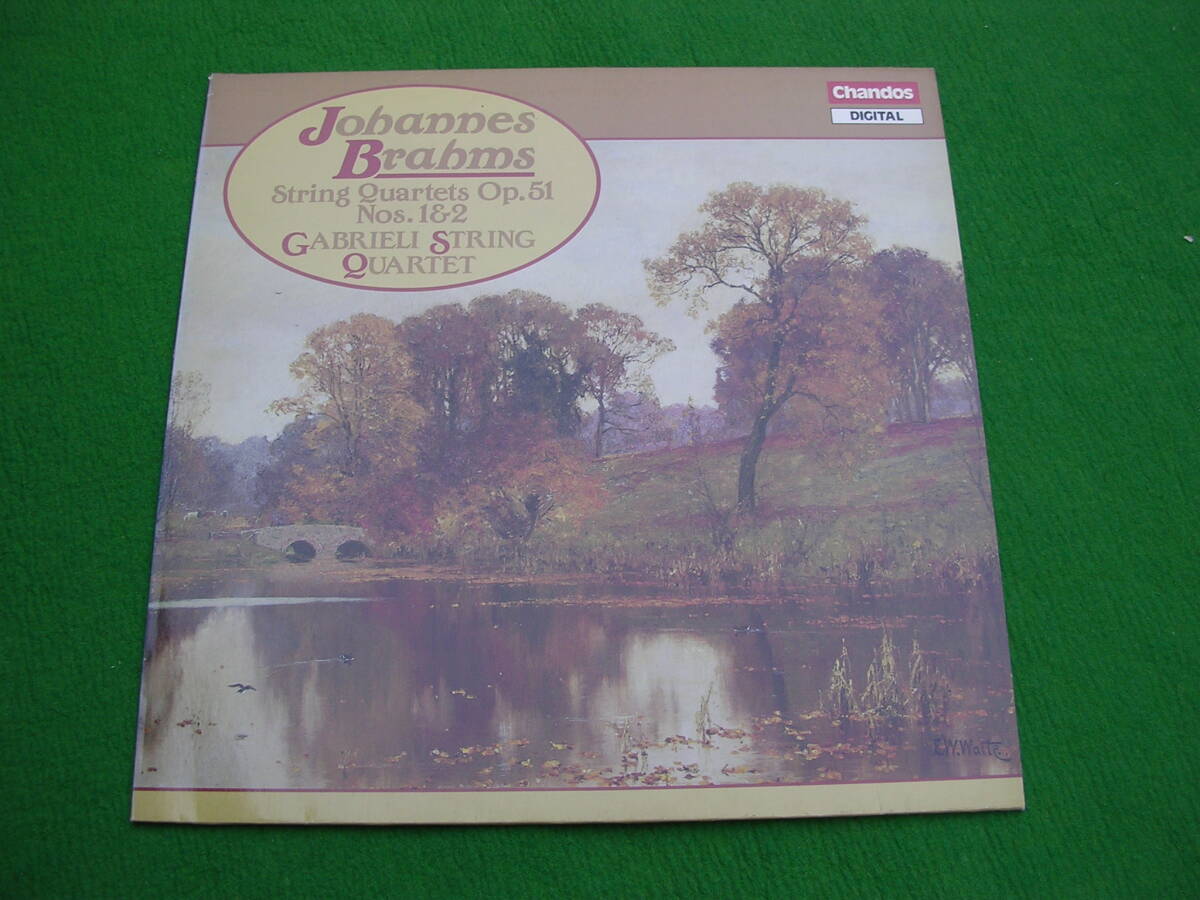 Johannes
Brahms
String Quartets Op.51
Nos. 1&2
GABRIELI STRING
QUARTET
Chandos
DIGITAL
E.W.Waite.